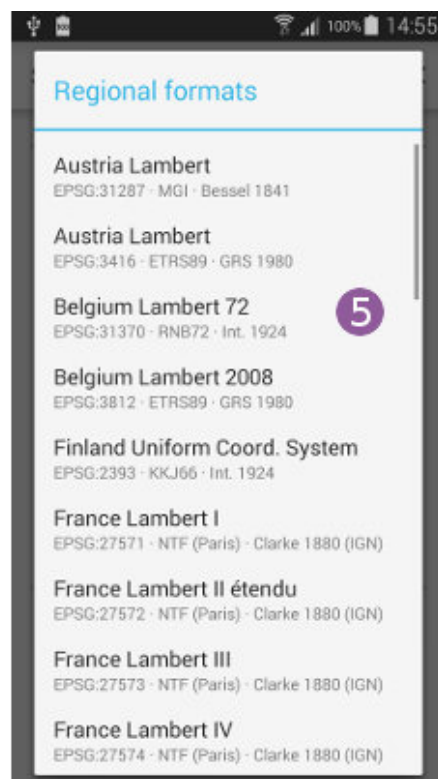 100% 14:55
Regional formats
Austria Lambert
EPSG:31287 · MGI · Bessel 1841
Austria Lambert
EPSG:3416 · ETRS89 · GRS 1980
Belgium Lambert 72
EPSG:31370 · RNB72 · Int. 1924
5
Belgium Lambert 2008
EPSG:3812 · ETRS89 · GRS 1980
Finland Uniform Coord. System
EPSG:2393 · KKJ66 · Int. 1924
France Lambert I
EPSG:27571 · NTF (Paris) · Clarke 1880 (IGN)
France Lambert II étendu
EPSG:27572 · NTF (Paris) · Clarke 1880 (IGN)
France Lambert III
EPSG:27573 · NTF (Paris) · Clarke 1880 (IGN)
France Lambert IV
EPSG:27574 · NTF (Paris) · Clarke 1880 (IGN)